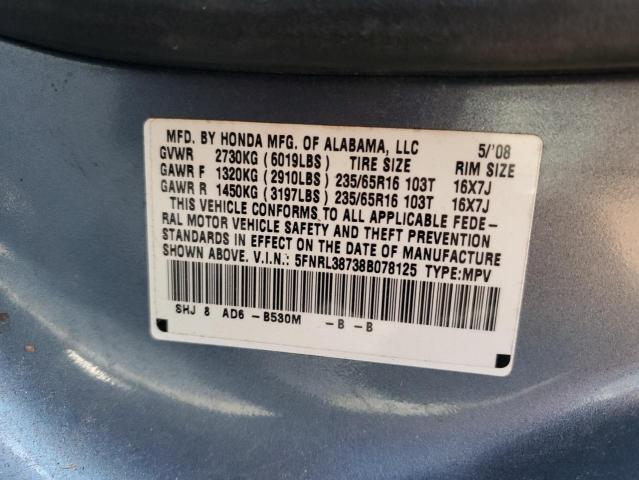 MFD. BY HONDA MFG. OF ALABAMA, LLC 5/'08
GVWR 2730KG (6019LBS) TIRE SIZE RIM SIZE
GAWR F 1320KG (2910LBS) 235/65R16 103T 16X7J
GAWR R 1450KG (3197LBS) 235/65R16 103T 16X7J
THIS VEHICLE CONFORMS TO ALL APPLICABLE FEDE-
RAL MOTOR VEHICLE SAFETY AND THEFT PREVENTION
STANDARDS IN EFFECT ON THE DATE OF MANUFACTURE
SHOWN ABOVE. V.I.N.: 5FNRL38738B078125 TYPE:MPV
SHJ 8 AD6 -B530M -B -B